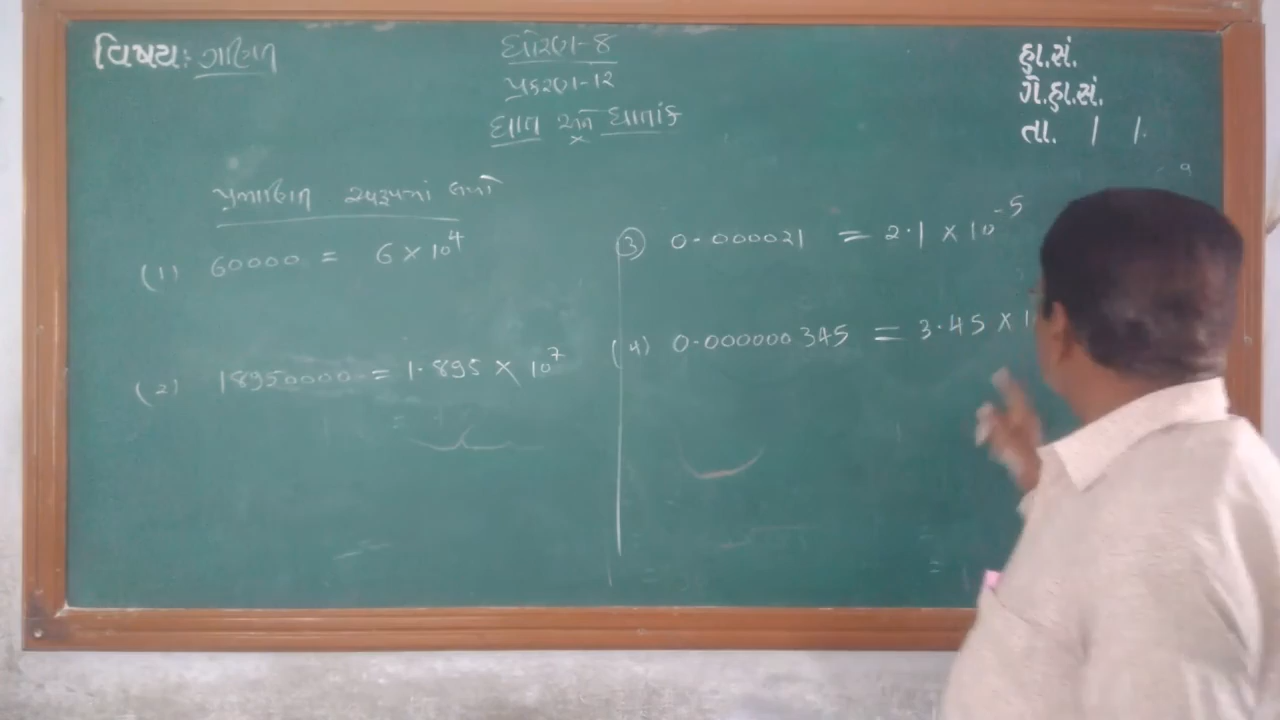 વિષય: ગણિત
ધોરણ-8
પ્રકરણ-12
ઘાત અને ઘાતાંક
હા.સં.
ગે.હા.સં.
તા. / /
પ્રમાણિત સ્વરૂપમાં લખો
(1) 60000 = 6 × 10⁴
(2) 18950000 = 1.895 × 10⁷
③ 0.000021 = 2.1 × 10⁻⁵
(4) 0.000000345 = 3.45 × 1